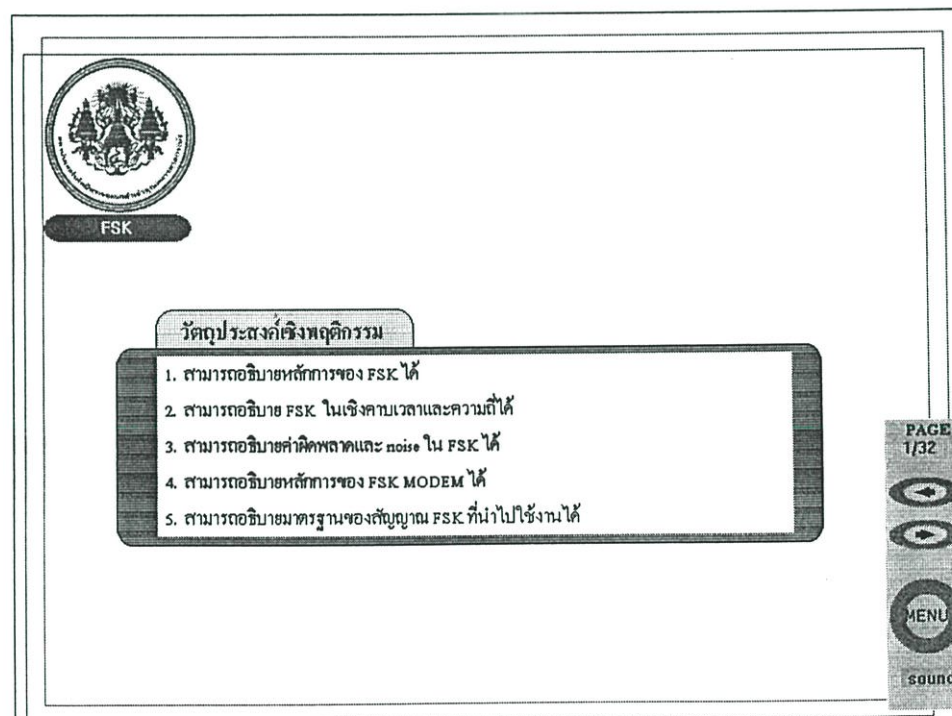 FSK
วัตถุประสงค์เชิงพฤติกรรม
1. สามารถอธิบายหลักการของ FSK ได้
2. สามารถอธิบาย FSK ในเชิงคาบเวลาและความถี่ได้
3. สามารถอธิบายค่าผิดพลาดและ noise ใน FSK ได้
4. สามารถอธิบายหลักการของ FSK MODEM ได้
5. สามารถอธิบายมาตรฐานของสัญญาณ FSK ที่นำไปใช้งานได้
PAGE
1/32
MENU
sound